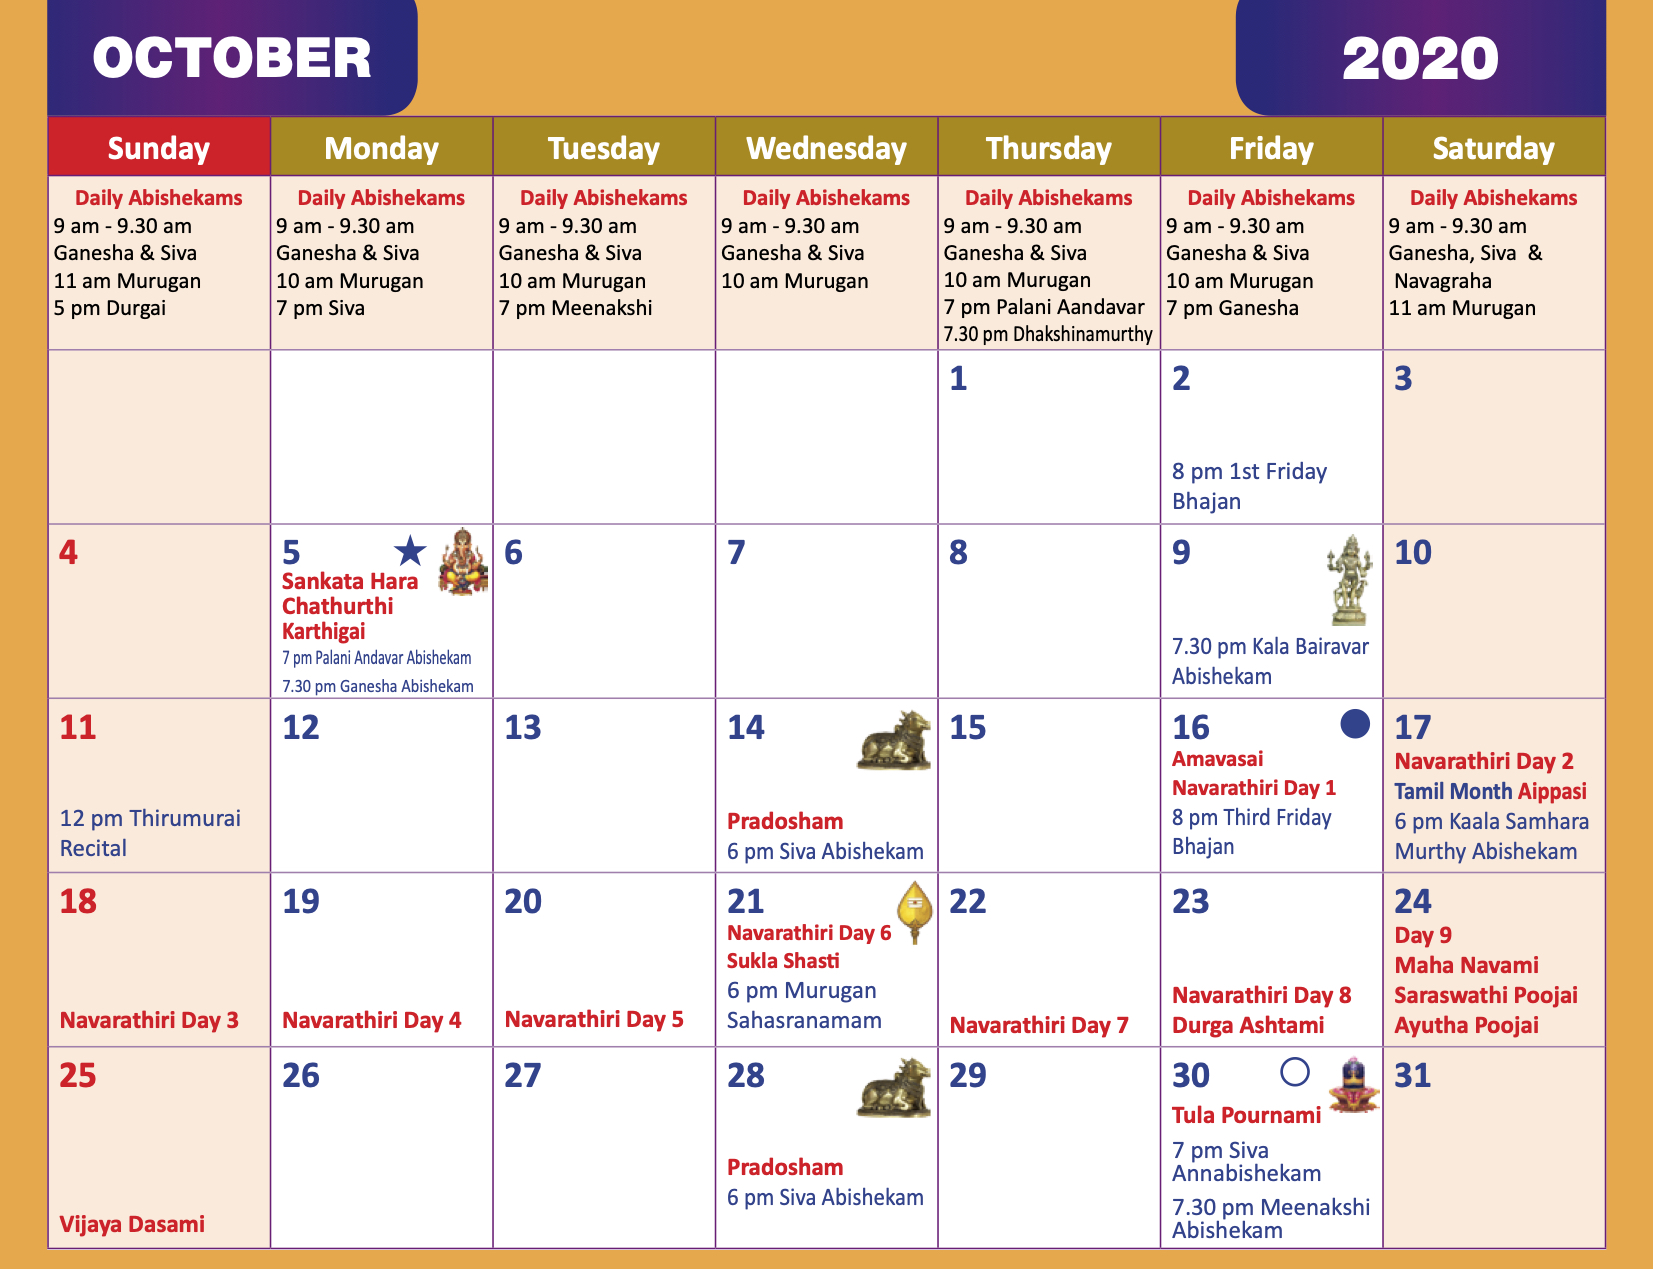 OCTOBER
2020
Sunday
Monday
Tuesday
Wednesday
Thursday
Friday
Saturday
Daily Abishekams
9 am - 9.30 am
Ganesha & Siva
11 am Murugan
5 pm Durgai
Daily Abishekams
9 am - 9.30 am
Ganesha & Siva
10 am Murugan
7 pm Siva
Daily Abishekams
9 am - 9.30 am
Ganesha & Siva
10 am Murugan
7 pm Meenakshi
Daily Abishekams
9 am - 9.30 am
Ganesha & Siva
10 am Murugan
Daily Abishekams
9 am - 9.30 am
Ganesha & Siva
10 am Murugan
7 pm Palani Aandavar
7.30 pm Dhakshinamurthy
Daily Abishekams
9 am - 9.30 am
Ganesha & Siva
10 am Murugan
7 pm Ganesha
Daily Abishekams
9 am - 9.30 am
Ganesha, Siva &
Navagraha
11 am Murugan
1
2
8 pm 1st Friday
Bhajan
3
4
5
Sankata Hara
Chathurthi
Karthigai
7 pm Palani Andavar Abishekam
7.30 pm Ganesha Abishekam
6
7
8
9
7.30 pm Kala Bairavar
Abishekam
10
11
12 pm Thirumurai
Recital
12
13
14
Pradosham
6 pm Siva Abishekam
15
16
Amavasai
Navarathiri Day 1
8 pm Third Friday
Bhajan
17
Navarathiri Day 2
Tamil Month Aippasi
6 pm Kaala Samhara
Murthy Abishekam
18
Navarathiri Day 3
19
Navarathiri Day 4
20
Navarathiri Day 5
21
Navarathiri Day 6
Sukla Shasti
6 pm Murugan
Sahasranamam
22
Navarathiri Day 7
23
Navarathiri Day 8
Durga Ashtami
24
Day 9
Maha Navami
Saraswathi Poojai
Ayutha Poojai
25
Vijaya Dasami
26
27
28
Pradosham
6 pm Siva Abishekam
29
30
Tula Pournami
7 pm Siva
Annabishekam
7.30 pm Meenakshi
Abishekam
31